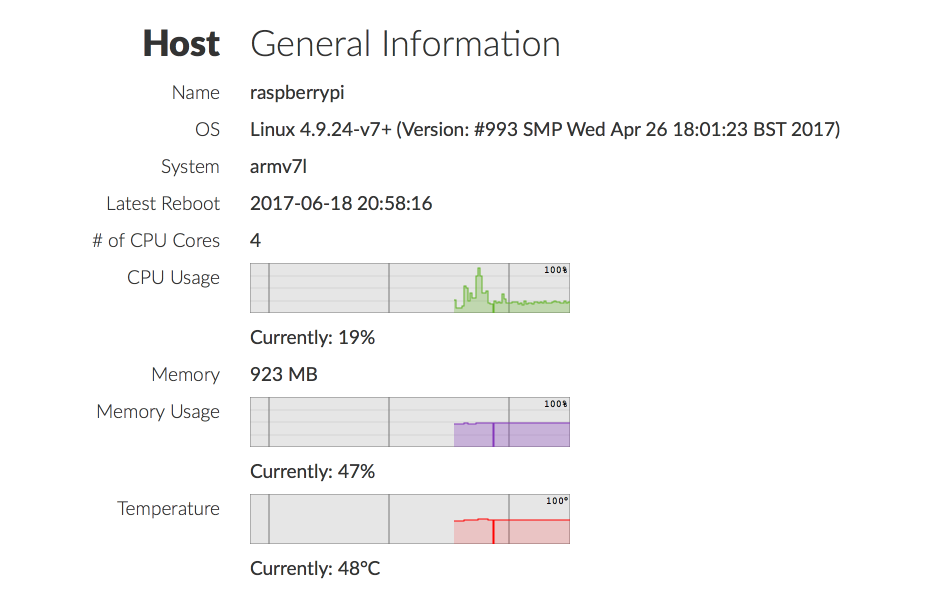 Host General Information
Name raspberrypi
OS Linux 4.9.24-v7+ (Version: #993 SMP Wed Apr 26 18:01:23 BST 2017)
System armv7l
Latest Reboot 2017-06-18 20:58:16
# of CPU Cores 4
CPU Usage 100%
Currently: 19%
Memory 923 MB
Memory Usage 100%
Currently: 47%
Temperature 100°
Currently: 48°C